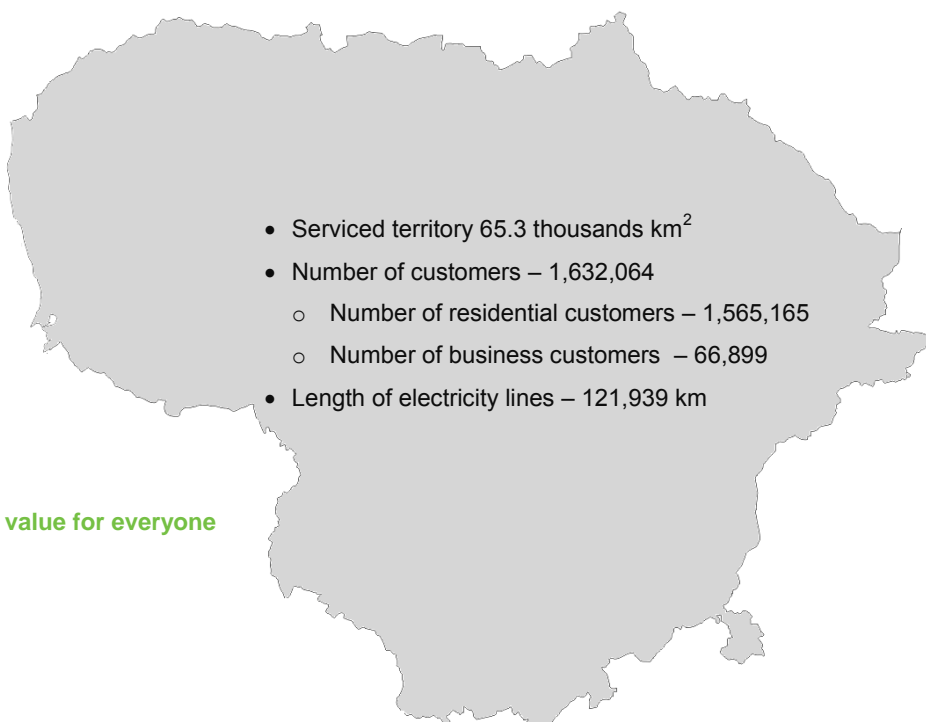 • Serviced territory 65.3 thousands km²
• Number of customers – 1,632,064
o Number of residential customers – 1,565,165
o Number of business customers – 66,899
• Length of electricity lines – 121,939 km
value for everyone